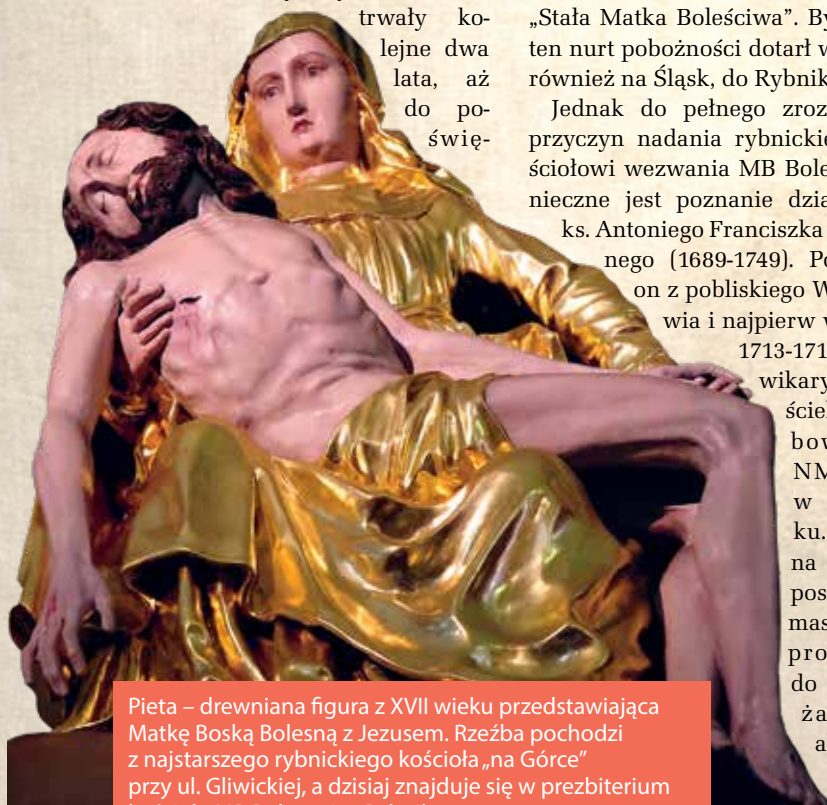 trwały ko-
lejne dwa
lata, aż
do po-
świę-
„Stała Matka Boleściwa”. By
ten nurt pobożności dotarł w
również na Śląsk, do Rybnik
Jednak do pełnego zroz
przyczyn nadania rybnickie
ściołowi wezwania MB Bole
nieczne jest poznanie dzia
ks. Antoniego Franciszka
nego (1689-1749). Po
on z pobliskiego W
wia i najpierw w
1713-171
wikary
ściel
bow
NM
w
ku.
na
pos
mas
pro
do
ża
a
Pieta – drewniana figura z XVII wieku przedstawiająca
Matkę Boską Bolesną z Jezusem. Rzeźba pochodzi
z najstarszego rybnickiego kościoła „na Górce”
przy ul. Gliwickiej, a dzisiaj znajduje się w prezbiterium